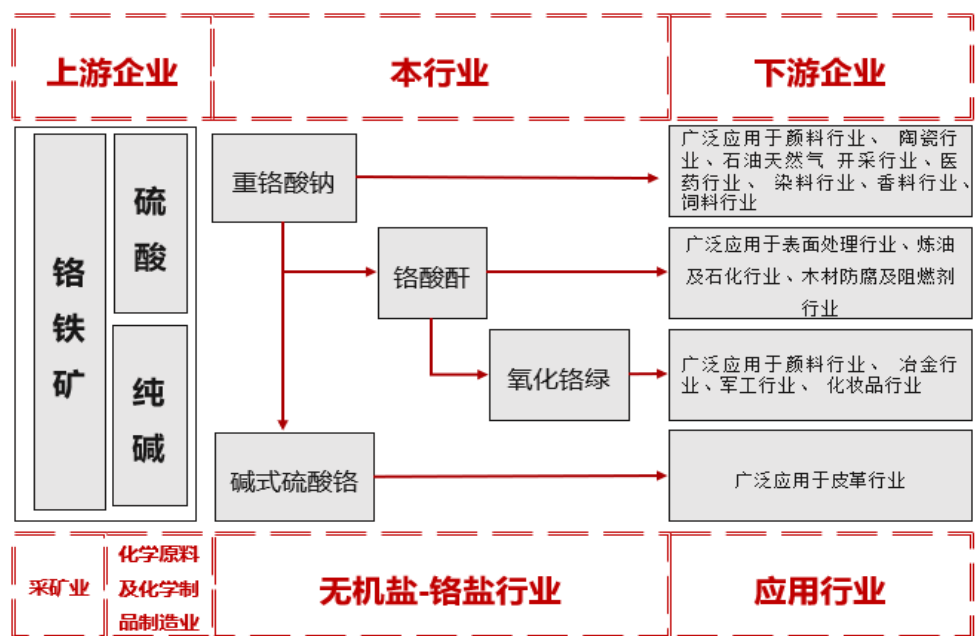 上游企业
本行业
下游企业
铬铁矿
硫酸
纯碱
重铬酸钠
铬酸酐
氧化铬绿
碱式硫酸铬
广泛应用于颜料行业、 陶瓷行
业、石油天然气 开采行业、医
药行业、 染料行业、香料行业、
饲料行业
广泛应用于表面处理行业、炼油
及石化行业、木材防腐及阻燃剂
行业
广泛应用于颜料行业、 冶金行
业、军工行业、 化妆品行业
广泛应用于皮革行业
采矿业
化学原料
及化学制
品制造业
无机盐-铬盐行业
应用行业